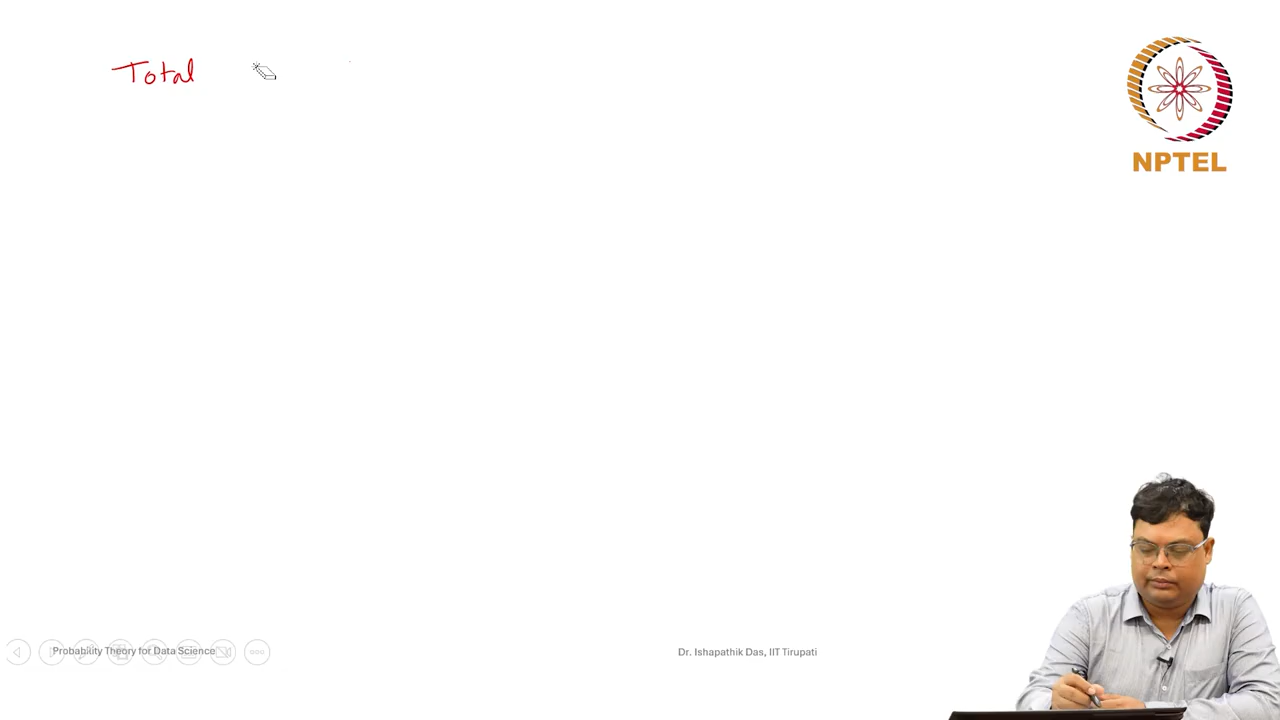 Total
NPTEL
Probability Theory for Data Science
Dr. Ishapathik Das, IIT Tirupati